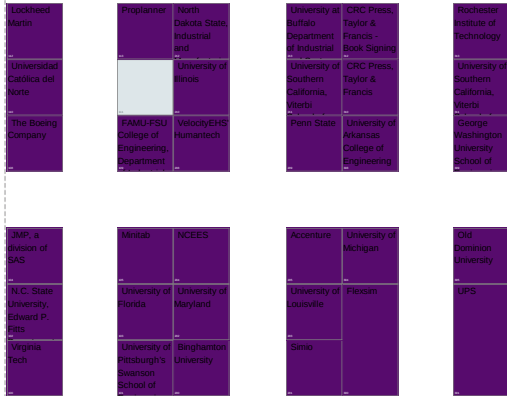 Lockheed
Martin
Proplanner
North
Dakota State,
Industrial
and
University at
Buffalo
Department
of Industrial
CRC Press,
Taylor &
Francis -
Book Signing
Rochester
Institute of
Technology
Universidad
Católica del
Norte
University of
Illinois
University of
Southern
California,
Viterbi
CRC Press,
Taylor &
Francis
University of
Southern
California,
Viterbi
The Boeing
Company
FAMU-FSU
College of
Engineering,
Department
VelocityEHS
Humantech
Penn State
University of
Arkansas
College of
Engineering
George
Washington
University
School of
JMP, a
division of
SAS
Minitab
NCEES
Accenture
University of
Michigan
Old
Dominion
University
N.C. State
University,
Edward P.
Fitts
University of
Florida
University of
Maryland
University of
Louisville
Flexsim
UPS
Virginia
Tech
University of
Pittsburgh's
Swanson
School of
Binghamton
University
Simio